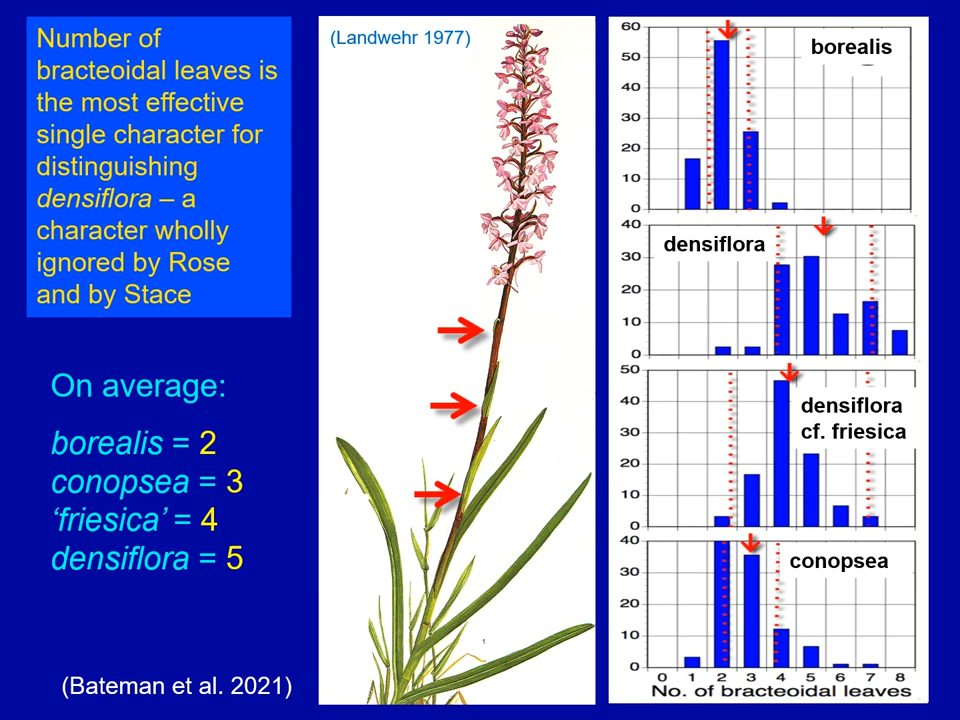 Number of
bracteoidal leaves is
the most effective
single character for
distinguishing
densiflora – a
character wholly
ignored by Rose
and by Stace
On average:
borealis = 2
conopsea = 3
‘friesica’ = 4
densiflora = 5
(Bateman et al. 2021)
(Landwehr 1977)
1
60
50
40
30
20
10
0
borealis
40
30
20
10
0
densiflora
50
40
30
20
10
0
densiflora
cf. friesica
40
30
20
10
0
conopsea
0 1 2 3 4 5 6 7 8
No. of bracteoidal leaves